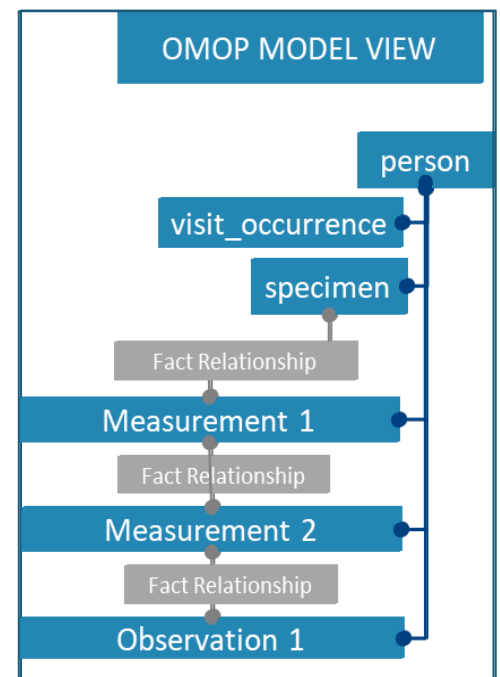 OMOP MODEL VIEW
person
visit_occurrence
specimen
Fact Relationship
Measurement 1
Fact Relationship
Measurement 2
Fact Relationship
Observation 1